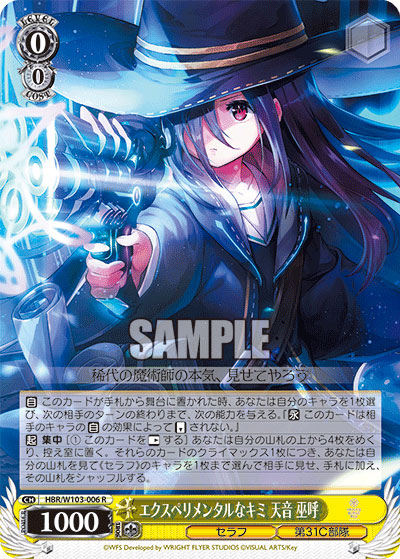 LEVEL
0
0
COST
SAMPLE
稀代の魔術師の本気、見せてやろう
自 このカードが手札から舞台に置かれた時、あなたは自分のキャラを1枚選
び、次の相手のターンの終わりまで、次の能力を与える。『永 このカードは相
手のキャラの 自 の効果によって されない。』
起 集中 [① このカードを する] あなたは自分の山札の上から4枚をめく
り、控え室に置く。それらのカードのクライマックス1枚につき、あなたは自分
の山札を見て《セラフ》のキャラを1枚まで選んで相手に見せ、手札に加え、
その山札をシャッフルする。
CH HBR/W103-006 R
エクスペリメンタルなキミ 天音 巫呼
1000
セラフ
第31C部隊
©WFS Developed by WRIGHT FLYER STUDIOS ©VISUAL ARTS/Key